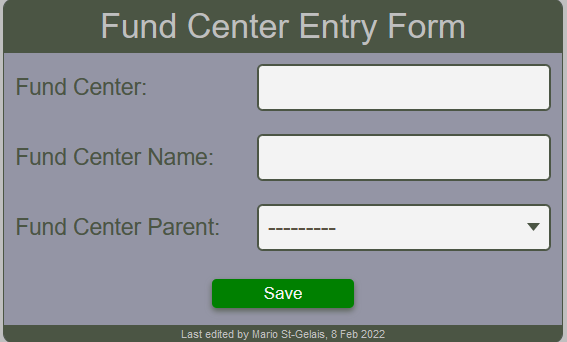 Fund Center Entry Form
Fund Center:
Fund Center Name:
Fund Center Parent:
---------
Save
Last edited by Mario St-Gelais, 8 Feb 2022